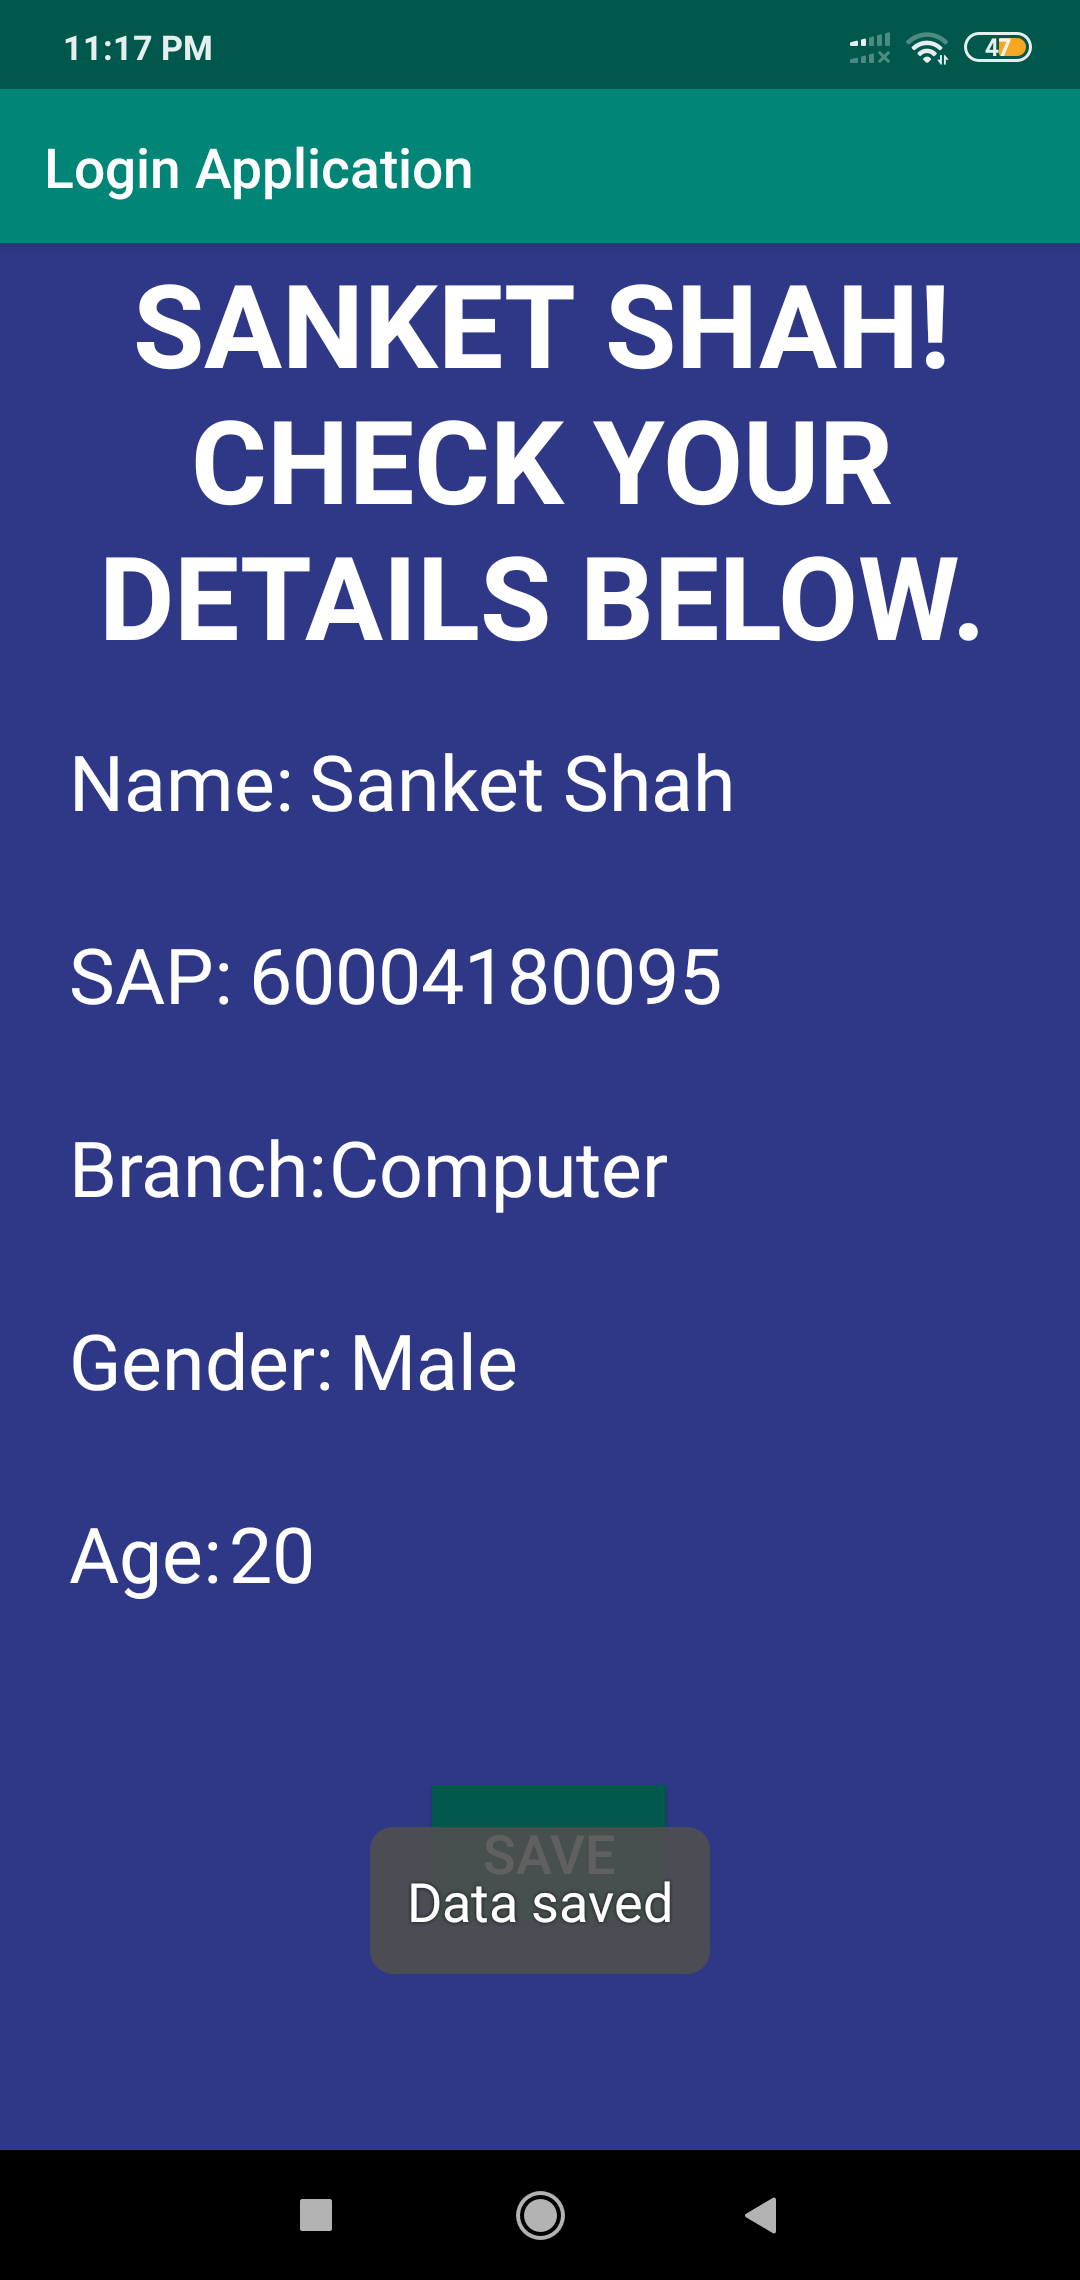 11:17 PM
47
Login Application
SANKET SHAH!
CHECK YOUR
DETAILS BELOW.
Name: Sanket Shah
SAP: 60004180095
Branch:Computer
Gender: Male
Age: 20
SAVE
Data saved